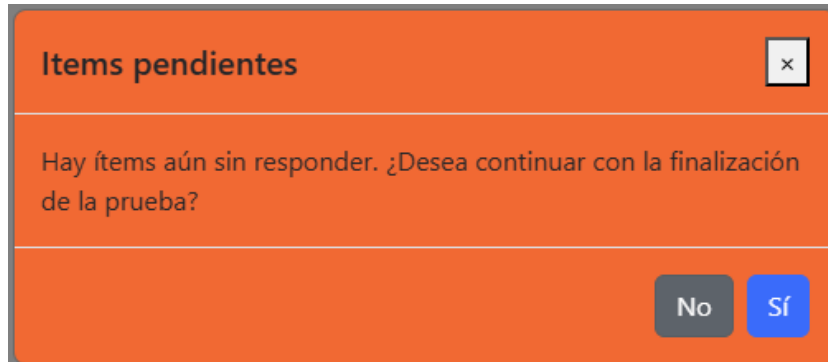 Items pendientes
×
Hay ítems aún sin responder. ¿Desea continuar con la finalización
de la prueba?
No Sí